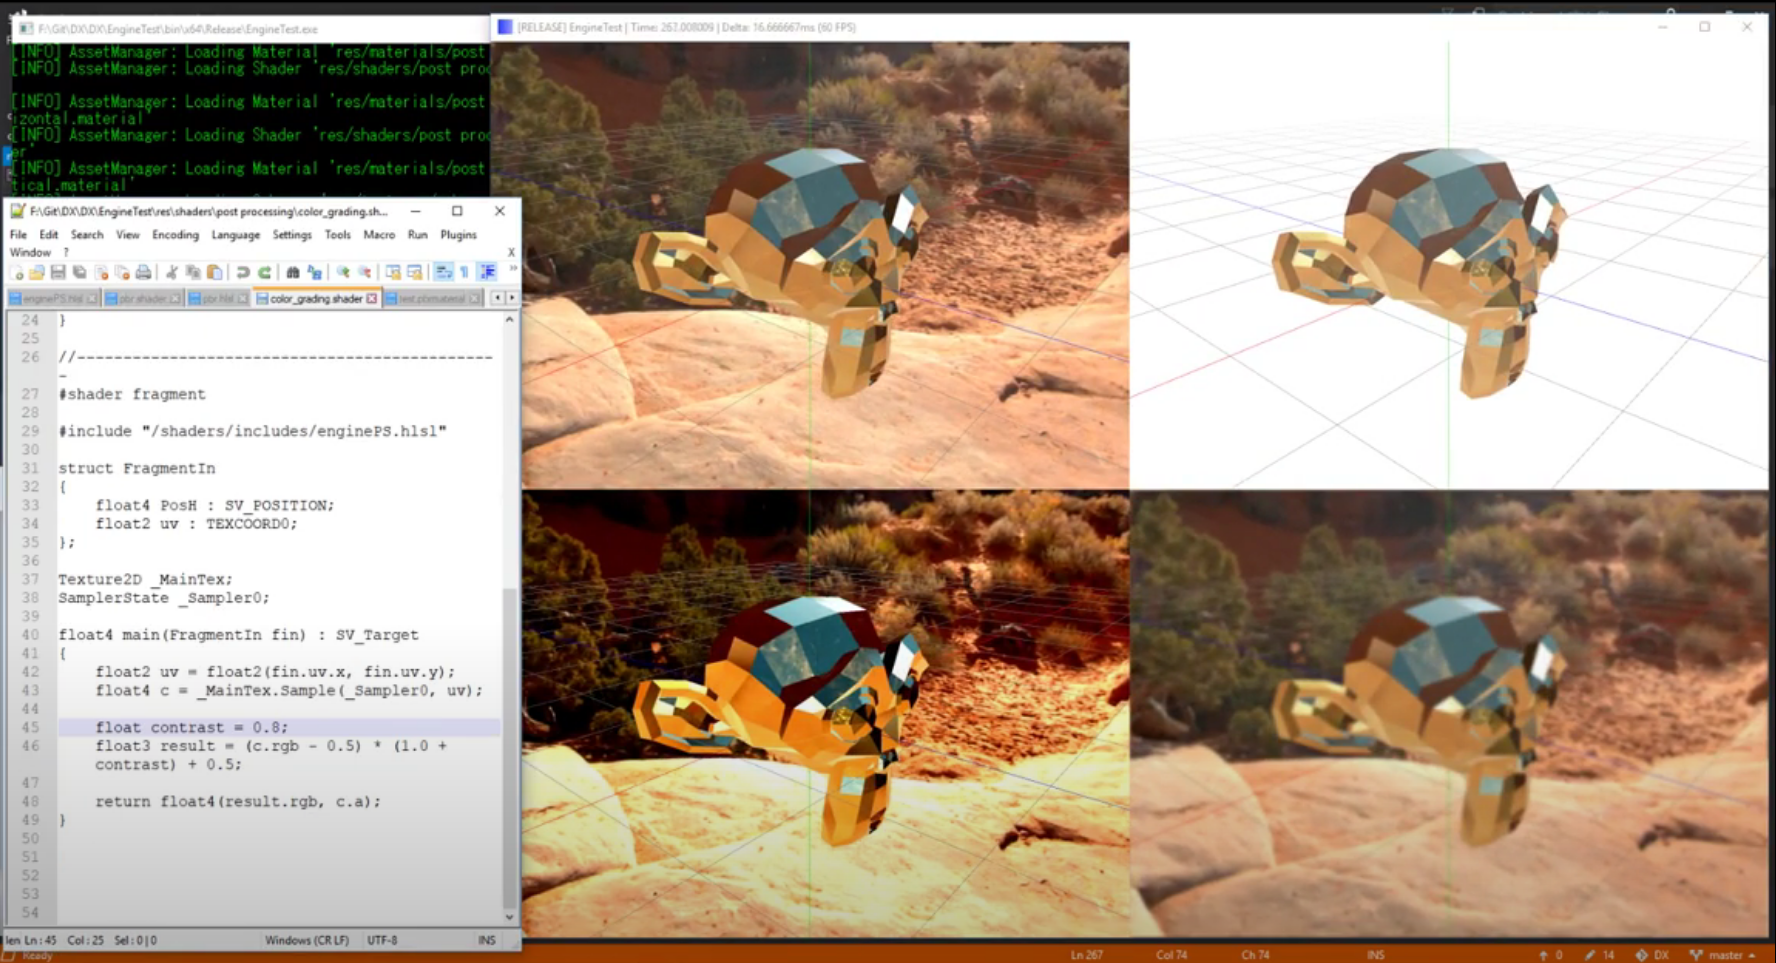 F:\Git\DX\DX\EngineTest\bin\x64\Release\EngineTest.exe
[INFO] AssetManager: Loading Material 'res/materials/post
[INFO] AssetManager: Loading Shader 'res/shaders/post proc
[INFO] AssetManager: Loading Material 'res/materials/post
izontal.material'
[INFO] AssetManager: Loading Shader 'res/shaders/post proc
er'
[INFO] AssetManager: Loading Material 'res/materials/post
tical.material'
[RELEASE] EngineTest | Time: 267.008009 | Delta: 16.666667ms (60 FPS)
F:\Git\DX\DX\EngineTest\res\shaders\post processing\color_grading.sh...
File Edit Search View Encoding Language Settings Tools Macro Run Plugins
Window ? X
enginePS.hlsl pbr.shader pbr.hlsl color_grading.shader
24 }
25
26 //---------------------------------------------
-
27 #shader fragment
28
29 #include "/shaders/includes/enginePS.hlsl"
30
31 struct FragmentIn
32 {
33 float4 PosH : SV_POSITION;
34 float2 uv : TEXCOORD0;
35 };
36
37 Texture2D _MainTex;
38 SamplerState _Sampler0;
39
40 float4 main(FragmentIn fin) : SV_Target
41 {
42 float2 uv = float2(fin.uv.x, fin.uv.y);
43 float4 c = _MainTex.Sample(_Sampler0, uv);
44
45 float contrast = 0.8;
46 float3 result = (c.rgb - 0.5) * (1.0 +
contrast) + 0.5;
47
48 return float4(result.rgb, c.a);
49 }
50
51
52
53
54
len Ln:45 Col:25 Sel:0|0 Windows (CR LF) UTF-8 INS
Ready Ln 267 Col 74 Ch 74 INS 0 14 DX master